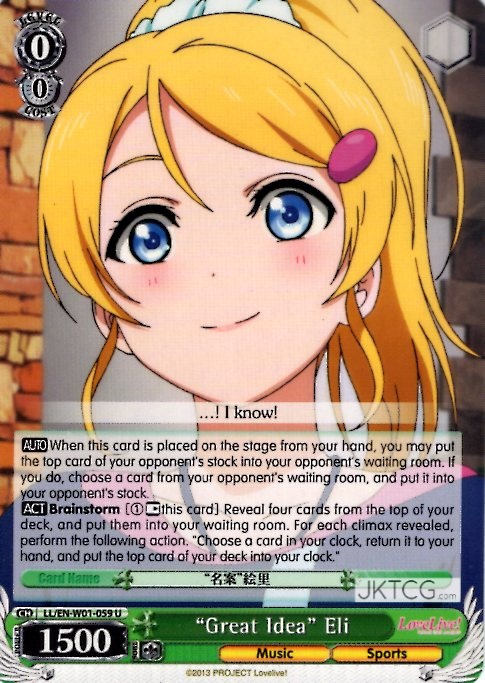 LEVEL
0
0
COST
…! I know!
AUTO When this card is placed on the stage from your hand, you may put
the top card of your opponent's stock into your opponent's waiting room. If
you do, choose a card from your opponent's waiting room, and put it into
your opponent's stock.
ACT Brainstorm [① this card] Reveal four cards from the top of your
deck, and put them into your waiting room. For each climax revealed,
perform the following action. "Choose a card in your clock, return it to your
hand, and put the top card of your deck into your clock."
Card Name "名案"絵里
JKTCG.com
CH LL/EN-W01-059 U
POWER 1500 SOUL
"Great Idea" Eli
LoveLive!
Music Sports
©2013 PROJECT Lovelive!